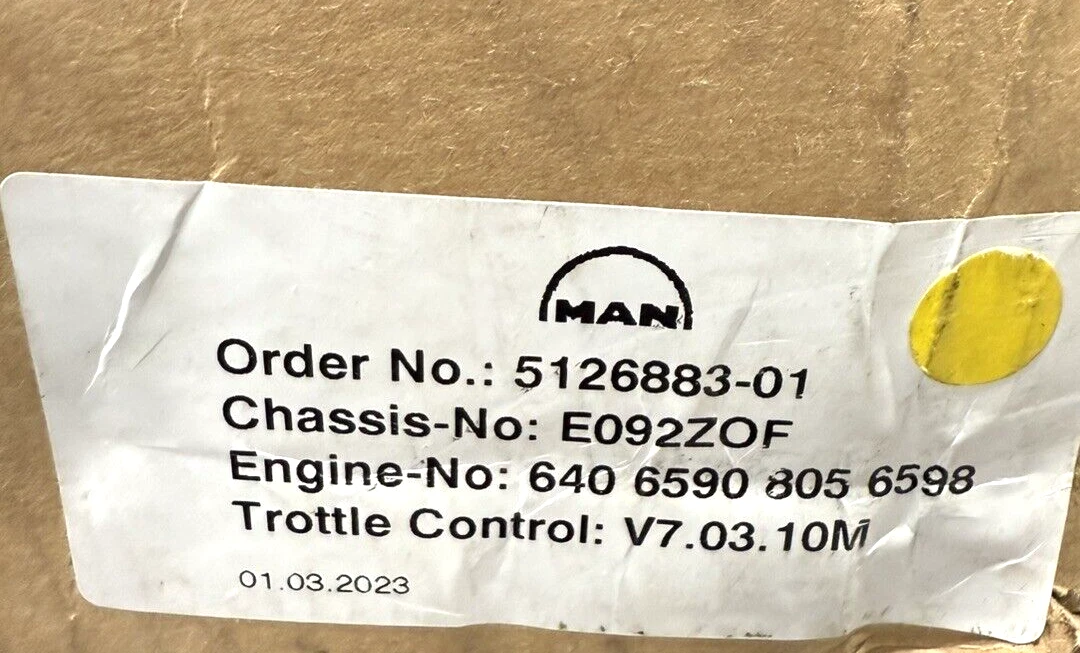 MAN
Order No.: 5126883-01
Chassis-No: E092ZOF
Engine-No: 640 6590 805 6598
Trottle Control: V7.03.10M
01.03.2023